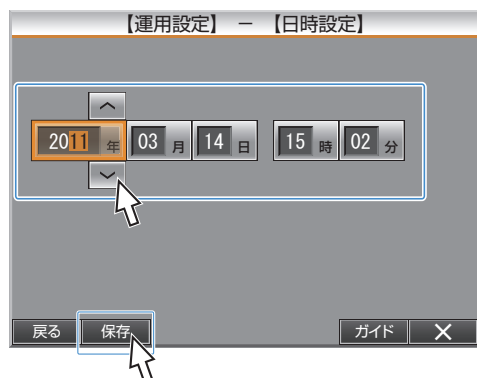 【運用設定】 － 【日時設定】
2011 年 03 月 14 日 15 時 02 分
戻る 保存 ガイド ✕